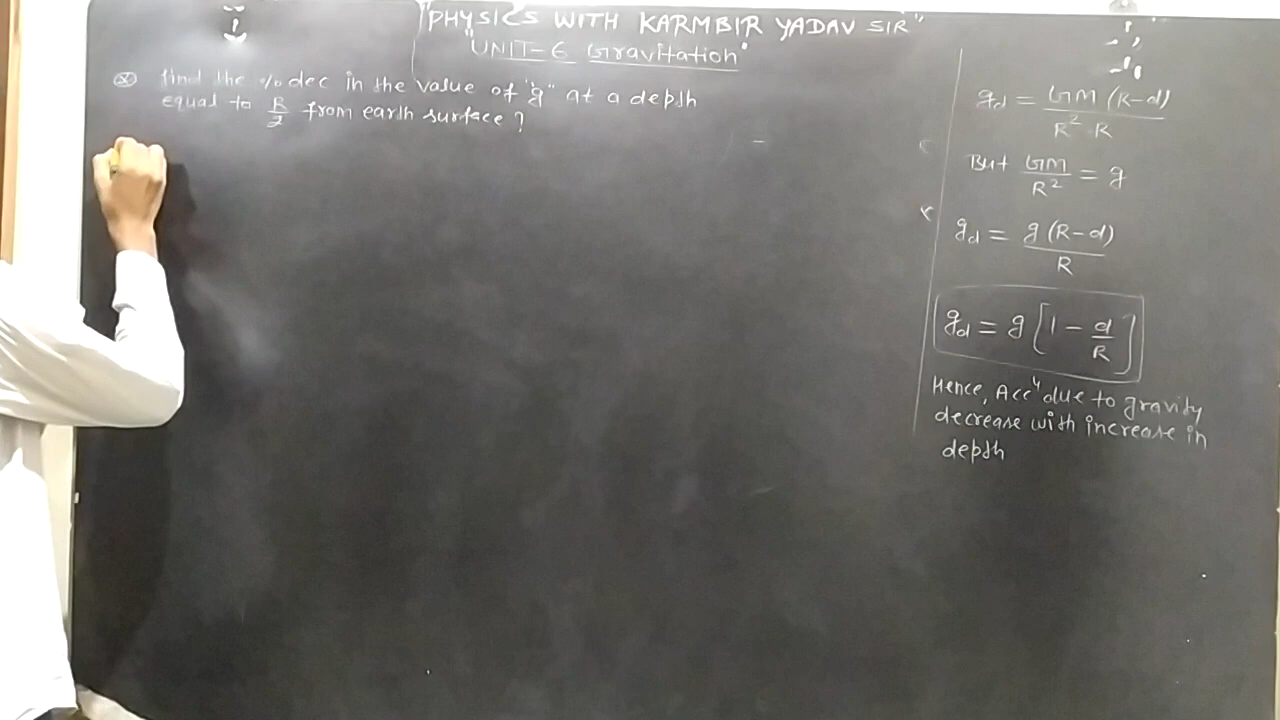 "PHYSICS WITH KARMBIR YADAV SIR"
"UNIT-6 Gravitation"
find the % dec in the value of "g" at a depth
equal to R/2 from earth surface ?
gd = GM (R-d) / R² · R
But GM/R² = g
gd = g (R-d) / R
gd = g [1 - d/R]
Hence, Accⁿ due to gravity
decrease with increase in
depth